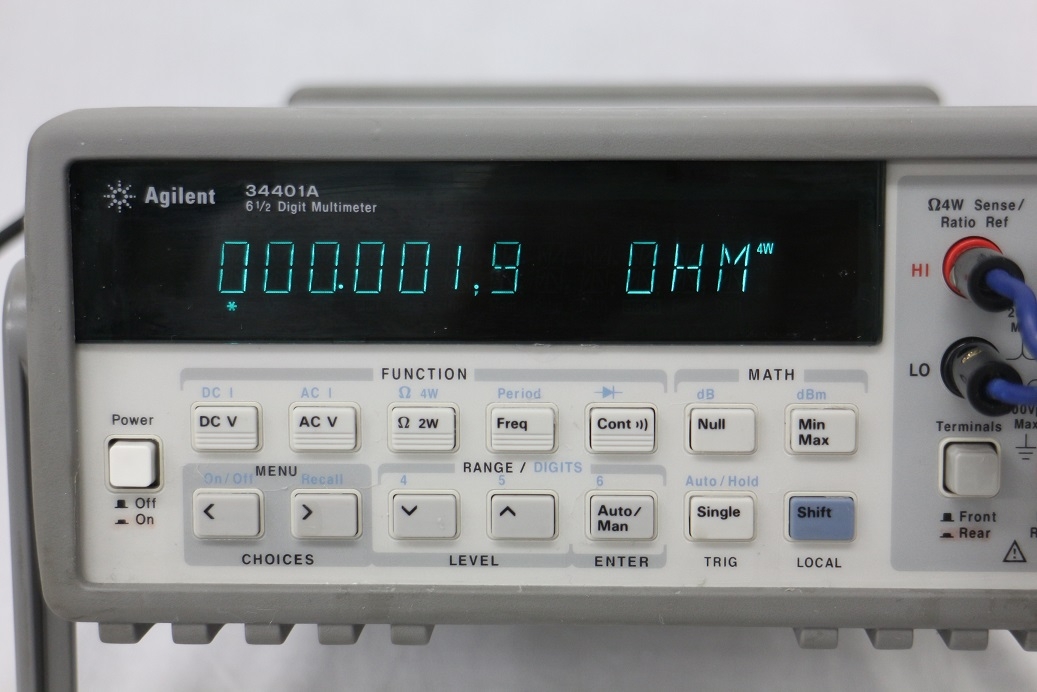 Agilent 34401A
6½ Digit Multimeter
000.001,9 OHM 4W
*
Ω4W Sense/
Ratio Ref
HI
LO
FUNCTION MATH
DC I AC I Ω 4W Period dB dBm
DC V AC V Ω 2W Freq Cont Null Min
Max
Power
Off
On
MENU RANGE / DIGITS
On/Off Recall 4 5 6 Auto/Hold
< > Auto/
Man Single Shift
CHOICES LEVEL ENTER TRIG LOCAL
Max
Terminals
Front
Rear